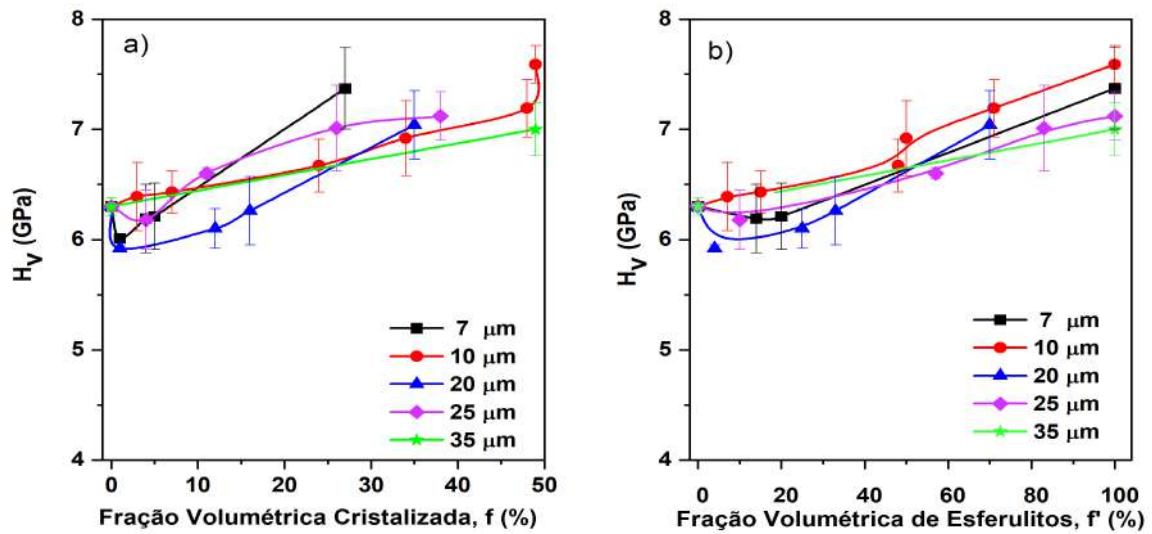 a)
8
7
6
5
4
H_V (GPa)
7 μm
10 μm
20 μm
25 μm
35 μm
0 10 20 30 40 50
Fração Volumétrica Cristalizada, f (%)
b)
8
7
6
5
4
H_V (GPa)
7 μm
10 μm
20 μm
25 μm
35 μm
0 20 40 60 80 100
Fração Volumétrica de Esferulitos, f' (%)